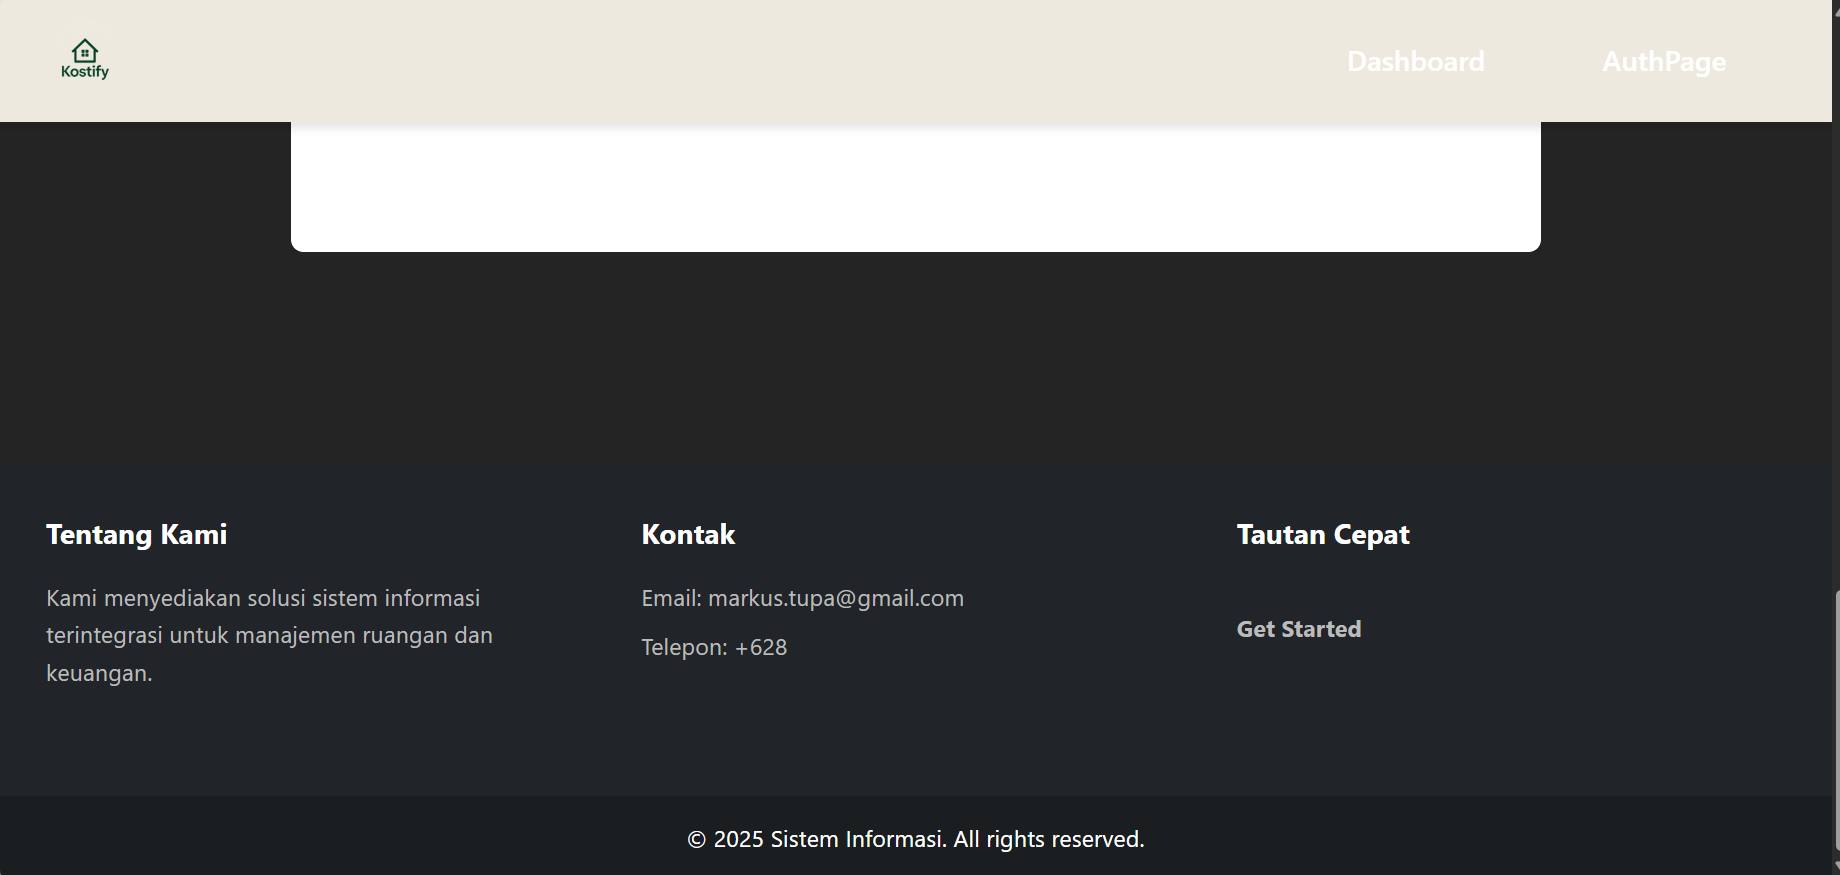 Kostify
Dashboard
AuthPage
Tentang Kami
Kami menyediakan solusi sistem informasi
terintegrasi untuk manajemen ruangan dan
keuangan.
Kontak
Email: markus.tupa@gmail.com
Telepon: +628
Tautan Cepat
Get Started
© 2025 Sistem Informasi. All rights reserved.